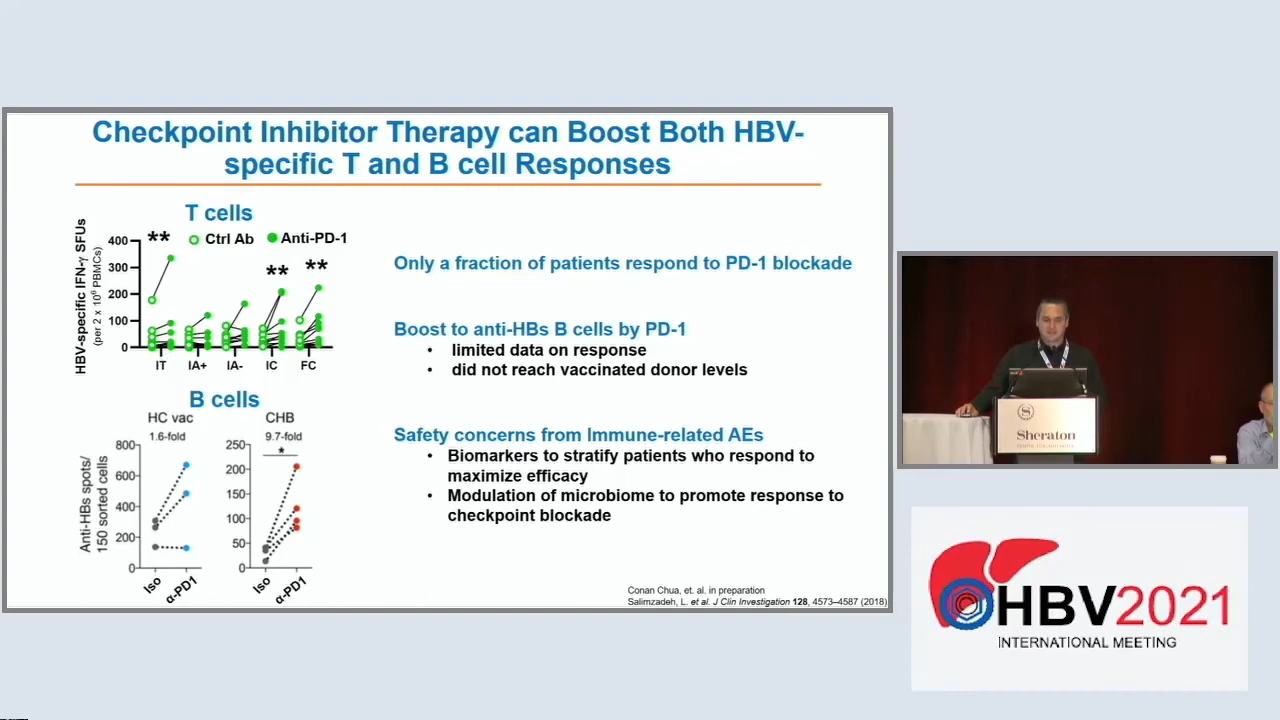 Checkpoint Inhibitor Therapy can Boost Both HBV-
specific T and B cell Responses
T cells
HBV-specific IFN-γ SFUs
(per 2 x 10⁶ PBMCs)
** Ctrl Ab Anti-PD-1
** **
400
300
200
100
0
IT IA+ IA- IC FC
B cells
HC vac
1.6-fold
Anti-HBs spots/
150 sorted cells
800
600
400
200
0
Iso α-PD1
CHB
9.7-fold
*
250
200
150
100
50
0
Iso α-PD1
Only a fraction of patients respond to PD-1 blockade
Boost to anti-HBs B cells by PD-1
• limited data on response
• did not reach vaccinated donor levels
Safety concerns from Immune-related AEs
• Biomarkers to stratify patients who respond to
maximize efficacy
• Modulation of microbiome to promote response to
checkpoint blockade
Conan Chua, et. al. in preparation
Salimzadeh, L. et al. J Clin Investigation 128, 4573–4587 (2018)
S
Sheraton
HBV2021
INTERNATIONAL MEETING